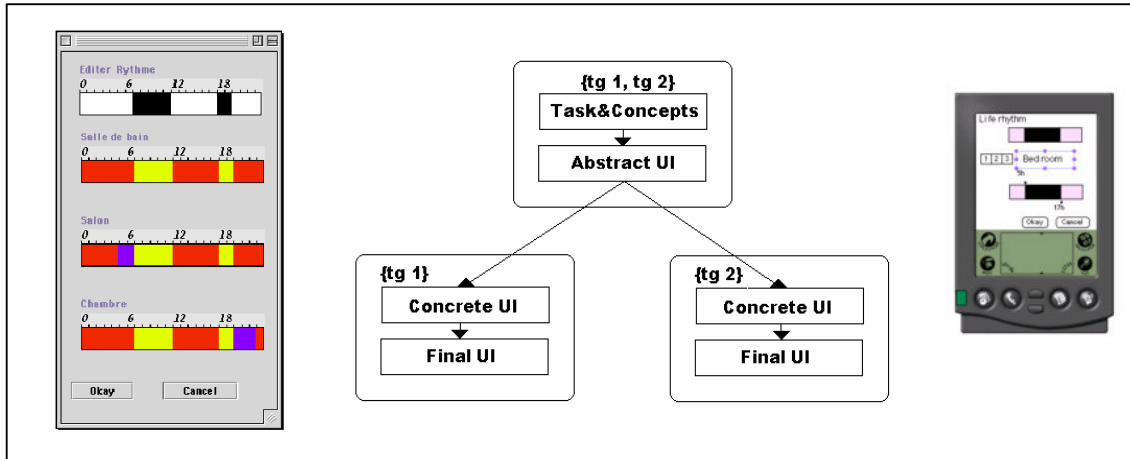 Editer Rythme
0 6 12 18
Salle de bain
0 6 12 18
Salon
0 6 12 18
Chambre
0 6 12 18
Okay Cancel
{tg 1, tg 2}
Task&Concepts
Abstract UI
{tg 1}
Concrete UI
Final UI
{tg 2}
Concrete UI
Final UI
Life rhythm
1 2 3 Bedroom
5h
17h
Okay Cancel